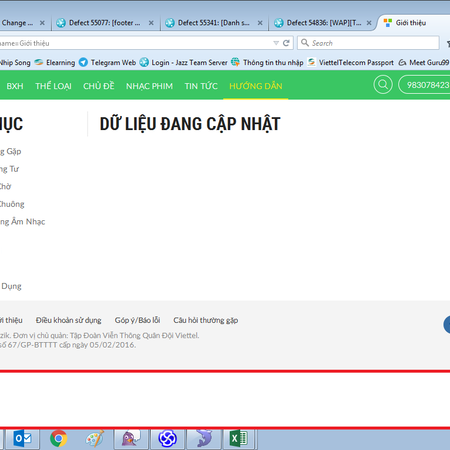 Change ... Defect 55077: [footer ... Defect 55341: [Danh s... Defect 54836: [WAP][T... Giới thiệu
name=Giới thiệu Search
Nhịp Song Elearning Telegram Web Login - Jazz Team Server Thông tin thu nhập ViettelTelecom Passport Meet Guru99
BXH THỂ LOẠI CHỦ ĐỀ NHẠC PHIM TIN TỨC HƯỚNG DẪN 983078423
MỤC DỮ LIỆU ĐANG CẬP NHẬT
g Gặp
ng Tư
Chờ
Chuông
ng Âm Nhạc
Dụng
ới thiệu Điều khoản sử dụng Góp ý/Báo lỗi Câu hỏi thường gặp
zik. Đơn vị chủ quản: Tập Đoàn Viễn Thông Quân Đội Viettel.
số 67/GP-BTTTT cấp ngày 05/02/2016.